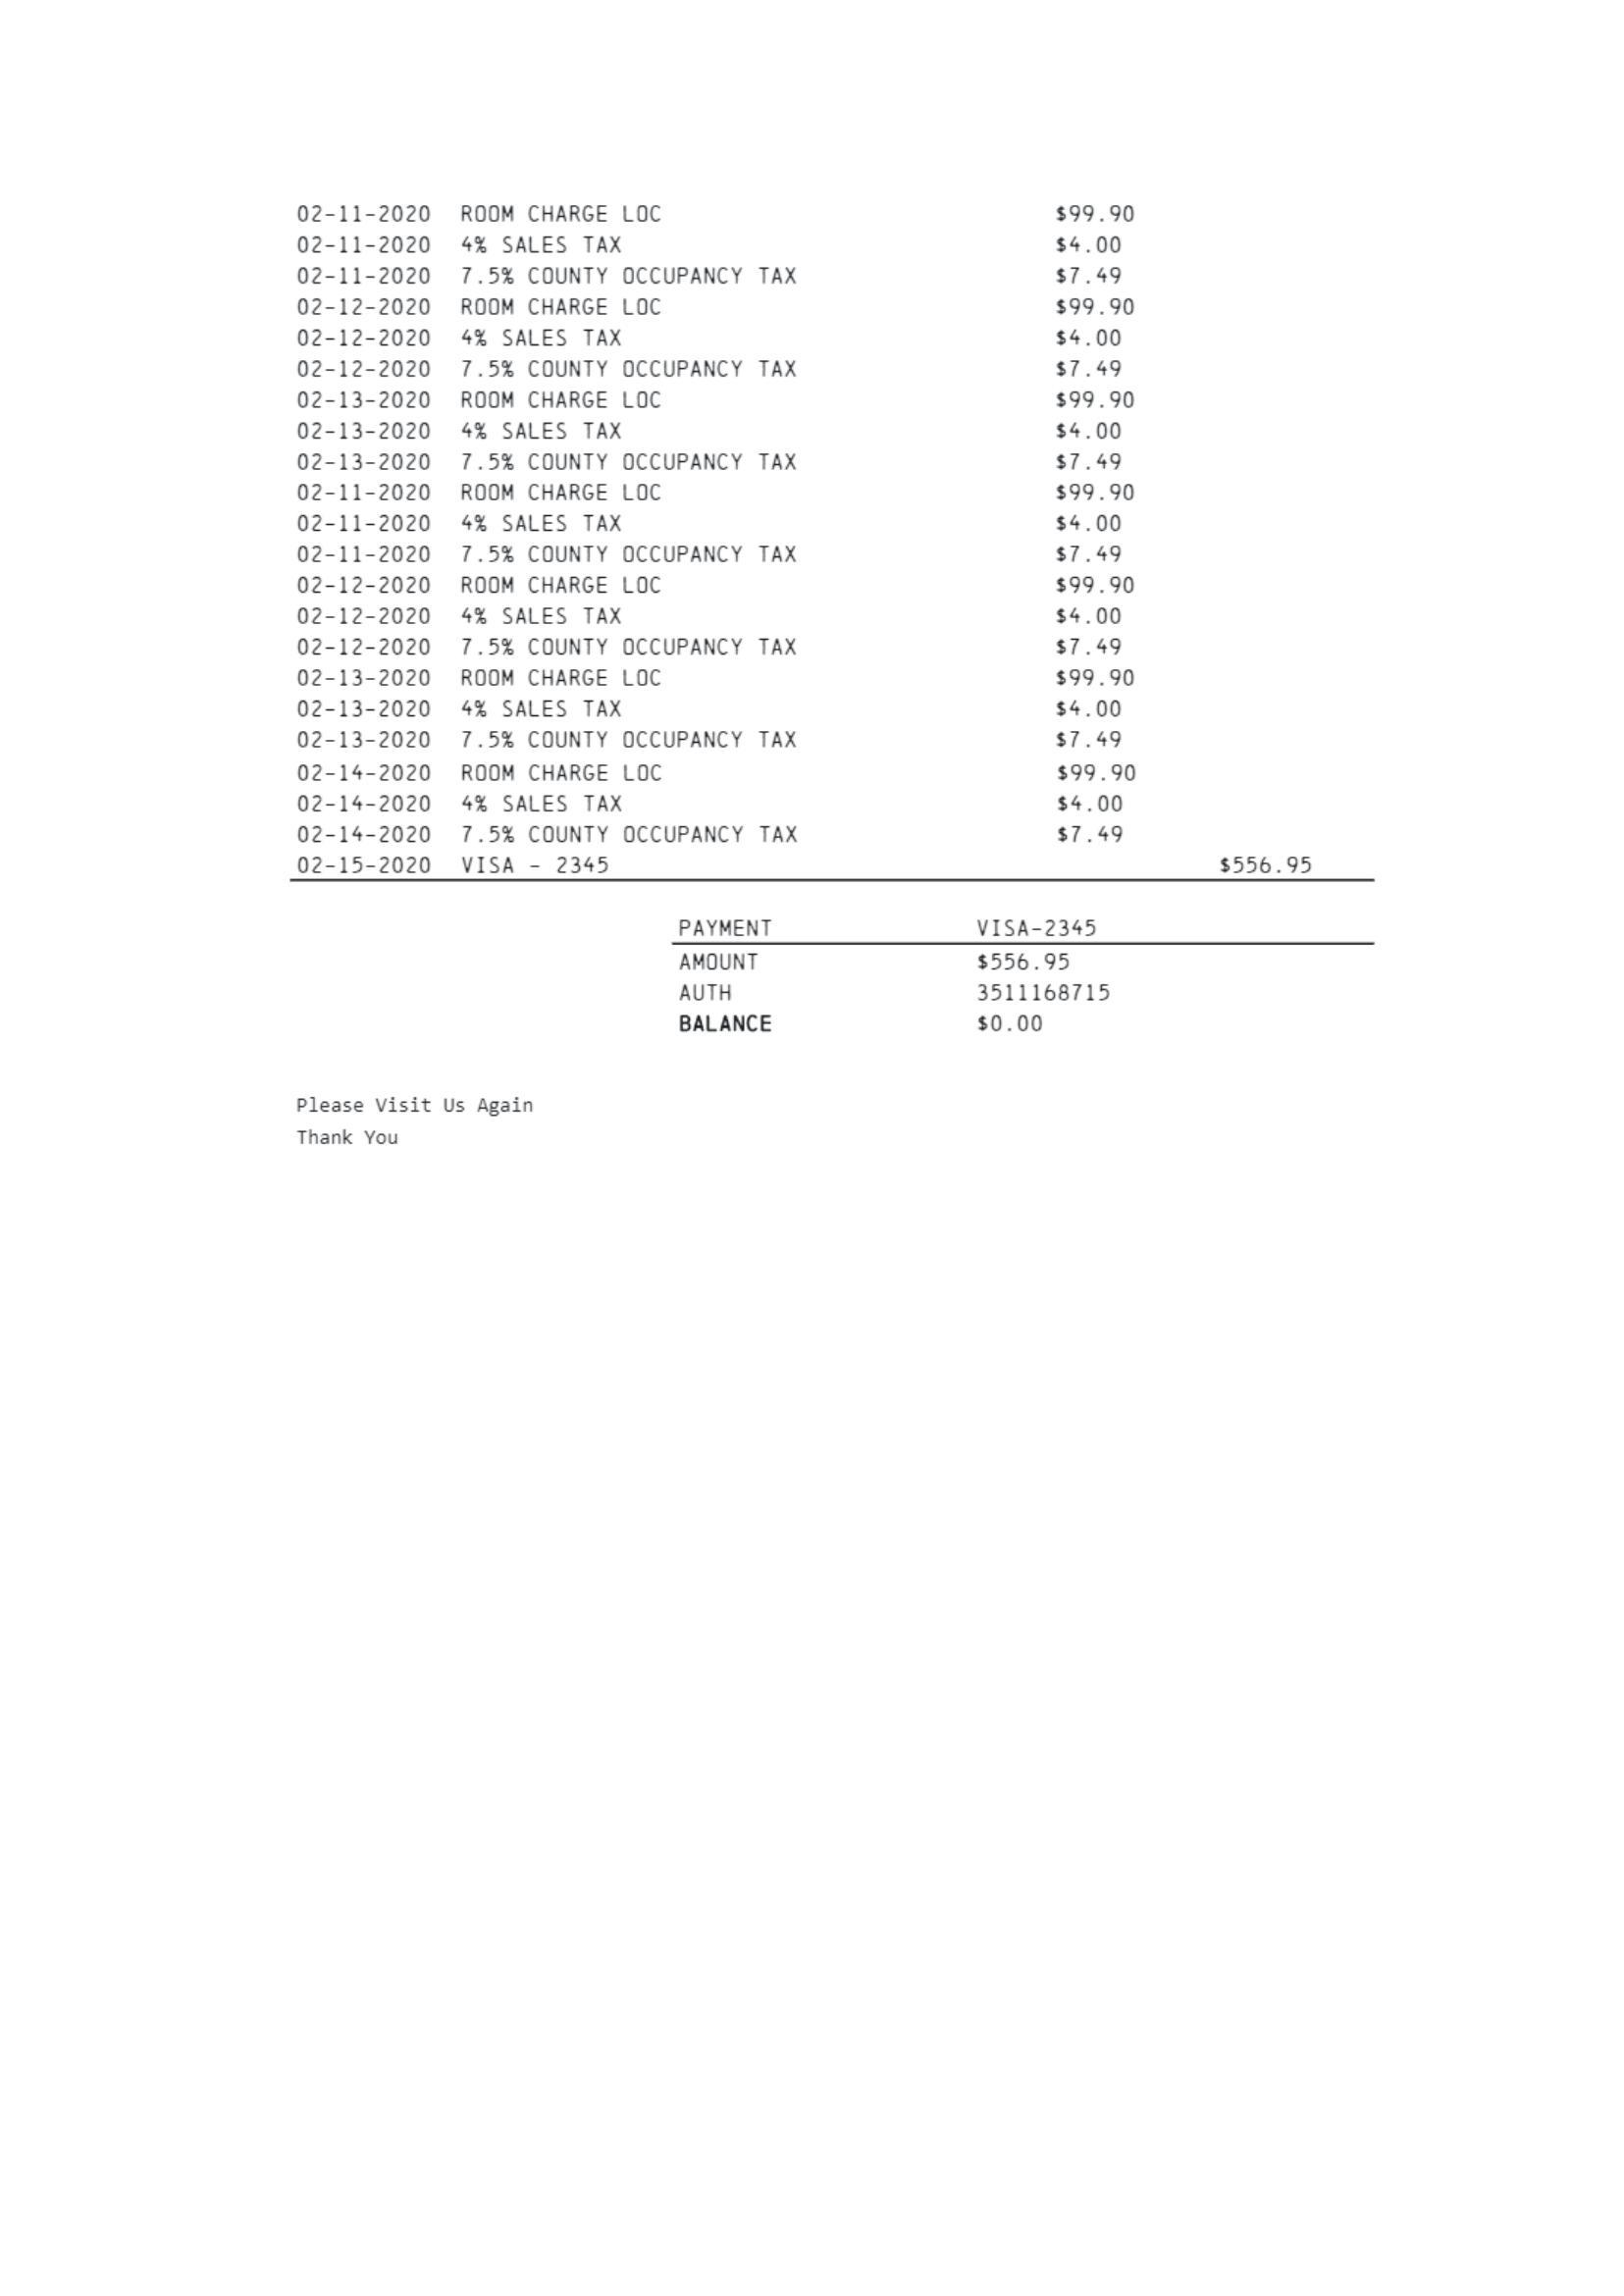 02-11-2020 ROOM CHARGE LOC $99.90
02-11-2020 4% SALES TAX $4.00
02-11-2020 7.5% COUNTY OCCUPANCY TAX $7.49
02-12-2020 ROOM CHARGE LOC $99.90
02-12-2020 4% SALES TAX $4.00
02-12-2020 7.5% COUNTY OCCUPANCY TAX $7.49
02-13-2020 ROOM CHARGE LOC $99.90
02-13-2020 4% SALES TAX $4.00
02-13-2020 7.5% COUNTY OCCUPANCY TAX $7.49
02-11-2020 ROOM CHARGE LOC $99.90
02-11-2020 4% SALES TAX $4.00
02-11-2020 7.5% COUNTY OCCUPANCY TAX $7.49
02-12-2020 ROOM CHARGE LOC $99.90
02-12-2020 4% SALES TAX $4.00
02-12-2020 7.5% COUNTY OCCUPANCY TAX $7.49
02-13-2020 ROOM CHARGE LOC $99.90
02-13-2020 4% SALES TAX $4.00
02-13-2020 7.5% COUNTY OCCUPANCY TAX $7.49
02-14-2020 ROOM CHARGE LOC $99.90
02-14-2020 4% SALES TAX $4.00
02-14-2020 7.5% COUNTY OCCUPANCY TAX $7.49
02-15-2020 VISA - 2345 $556.95
PAYMENT VISA-2345
AMOUNT $556.95
AUTH 3511168715
BALANCE $0.00
Please Visit Us Again
Thank You